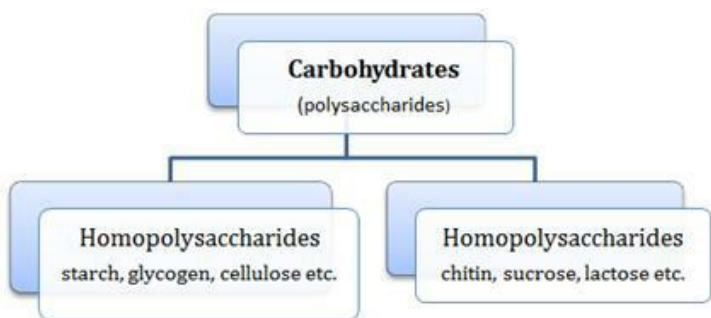 Carbohydrates
(polysaccharides)
Homopolysaccharides
starch, glycogen, cellulose etc.
Homopolysaccharides
chitin, sucrose, lactose etc.